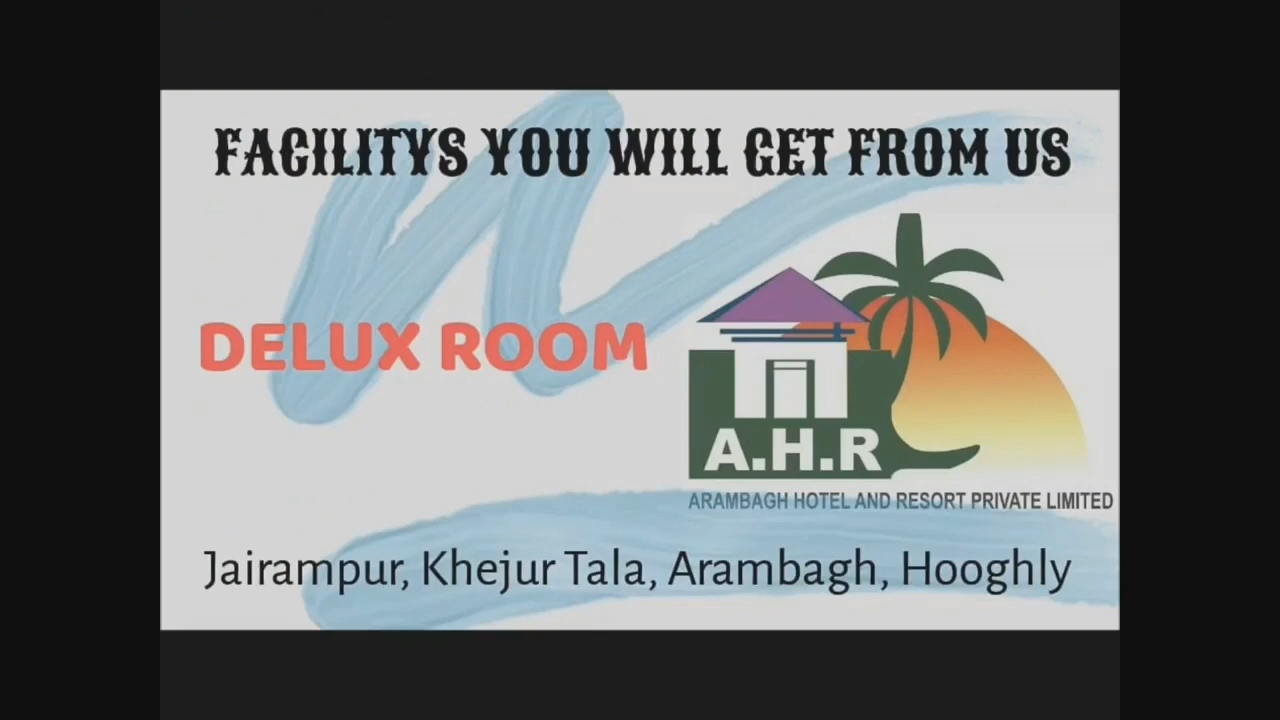 FACILITYS YOU WILL GET FROM US
DELUX ROOM
A.H.R
ARAMBAGH HOTEL AND RESORT PRIVATE LIMITED
Jairampur, Khejur Tala, Arambagh, Hooghly